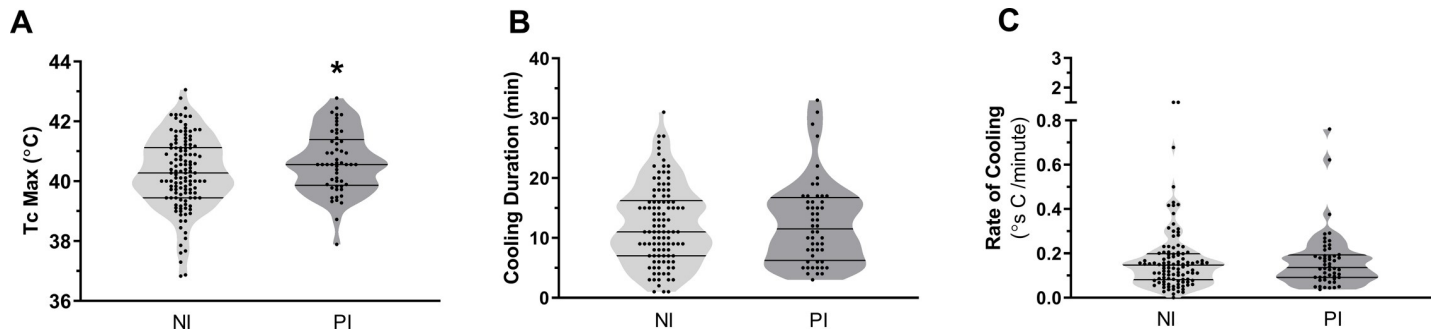 A
Tc Max (°C)
44
42
40
38
36
*
NI
PI
B
Cooling Duration (min)
40
30
20
10
0
NI
PI
C
Rate of Cooling
(°s C /minute)
3
2
0.8
0.6
0.4
0.2
0.0
NI
PI